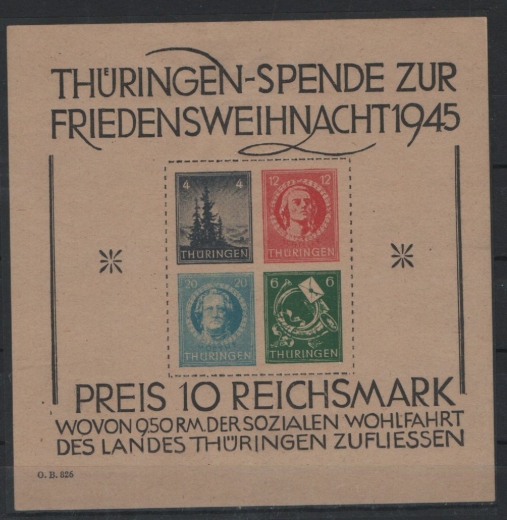 THÜRINGEN-SPENDE ZUR
FRIEDENSWEIHNACHT 1945
4 4
THÜRINGEN
12 12
THÜRINGEN
20 20
THÜRINGEN
6 6
THÜRINGEN
PREIS 10 REICHSMARK
WOVON 9,50 RM. DER SOZIALEN WOHLFAHRT
DES LANDES THÜRINGEN ZUFLIESSEN
G. B. 826